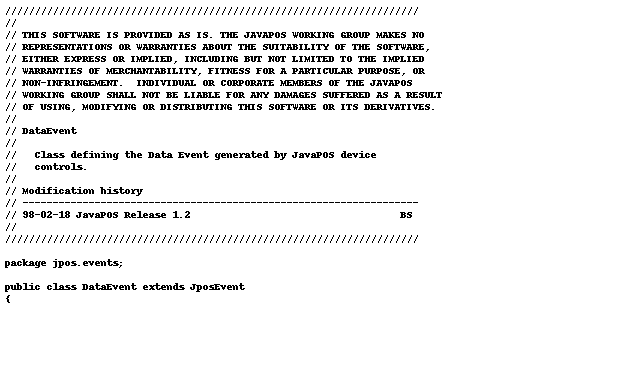 //////////////////////////////////////////////////////////////////////
//
// THIS SOFTWARE IS PROVIDED AS IS. THE JAVAPOS WORKING GROUP MAKES NO
// REPRESENTATIONS OR WARRANTIES ABOUT THE SUITABILITY OF THE SOFTWARE,
// EITHER EXPRESS OR IMPLIED, INCLUDING BUT NOT LIMITED TO THE IMPLIED
// WARRANTIES OF MERCHANTABILITY, FITNESS FOR A PARTICULAR PURPOSE, OR
// NON-INFRINGEMENT.  INDIVIDUAL OR CORPORATE MEMBERS OF THE JAVAPOS
// WORKING GROUP SHALL NOT BE LIABLE FOR ANY DAMAGES SUFFERED AS A RESULT
// OF USING, MODIFYING OR DISTRIBUTING THIS SOFTWARE OR ITS DERIVATIVES.
//
// DataEvent
//
//   Class defining the Data Event generated by JavaPOS device
//   controls.
//
// Modification history
// ------------------------------------------------------------------
// 98-02-18 JavaPOS Release 1.2                                   BS
//
//////////////////////////////////////////////////////////////////////
package jpos.events;
public class DataEvent extends JposEvent
{